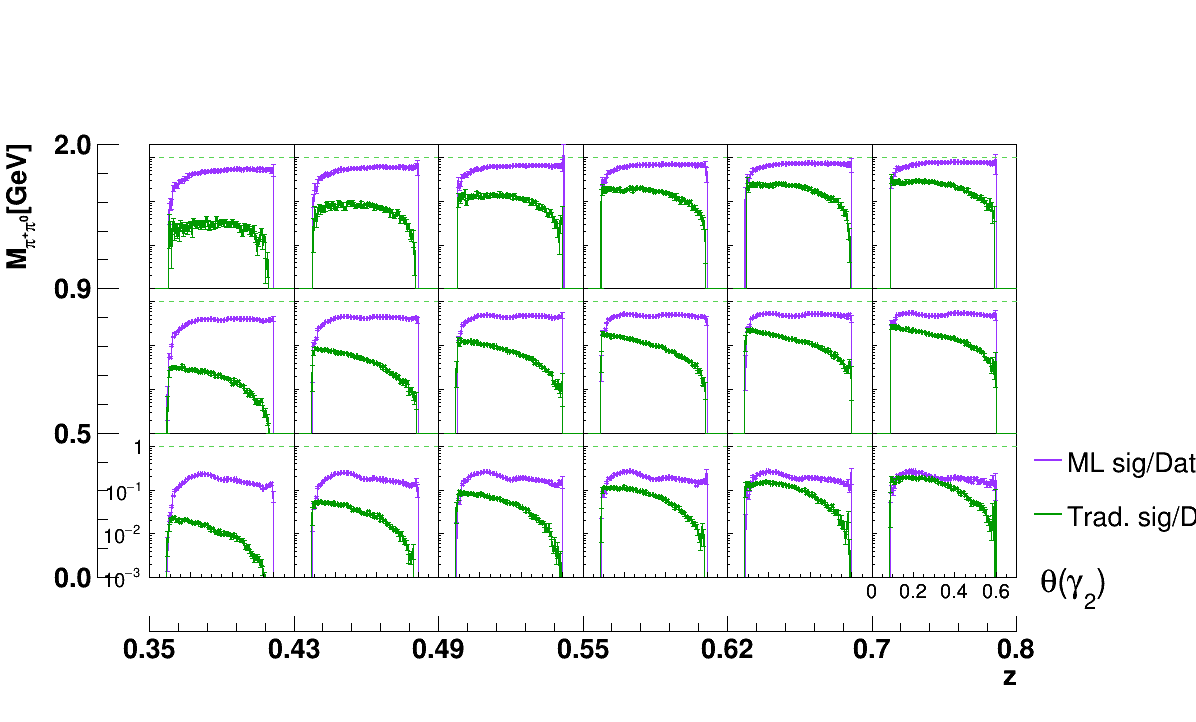 M_{π⁺π⁰}[GeV]
2.0
0.9
0.5
0.0
1
10⁻¹
10⁻²
10⁻³
ML sig/Dat
Trad. sig/D
0 0.2 0.4 0.6
θ(γ₂)
0.35 0.43 0.49 0.55 0.62 0.7 0.8
z